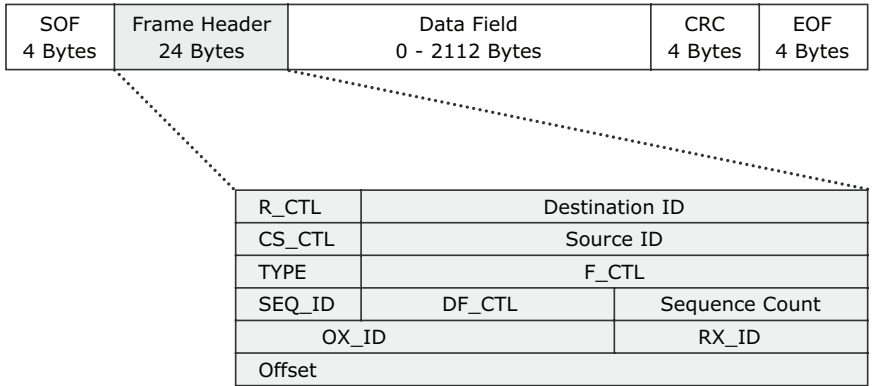 SOF Frame Header Data Field CRC EOF
4 Bytes 24 Bytes 0 - 2112 Bytes 4 Bytes 4 Bytes
R_CTL Destination ID
CS_CTL Source ID
TYPE F_CTL
SEQ_ID DF_CTL Sequence Count
OX_ID RX_ID
Offset